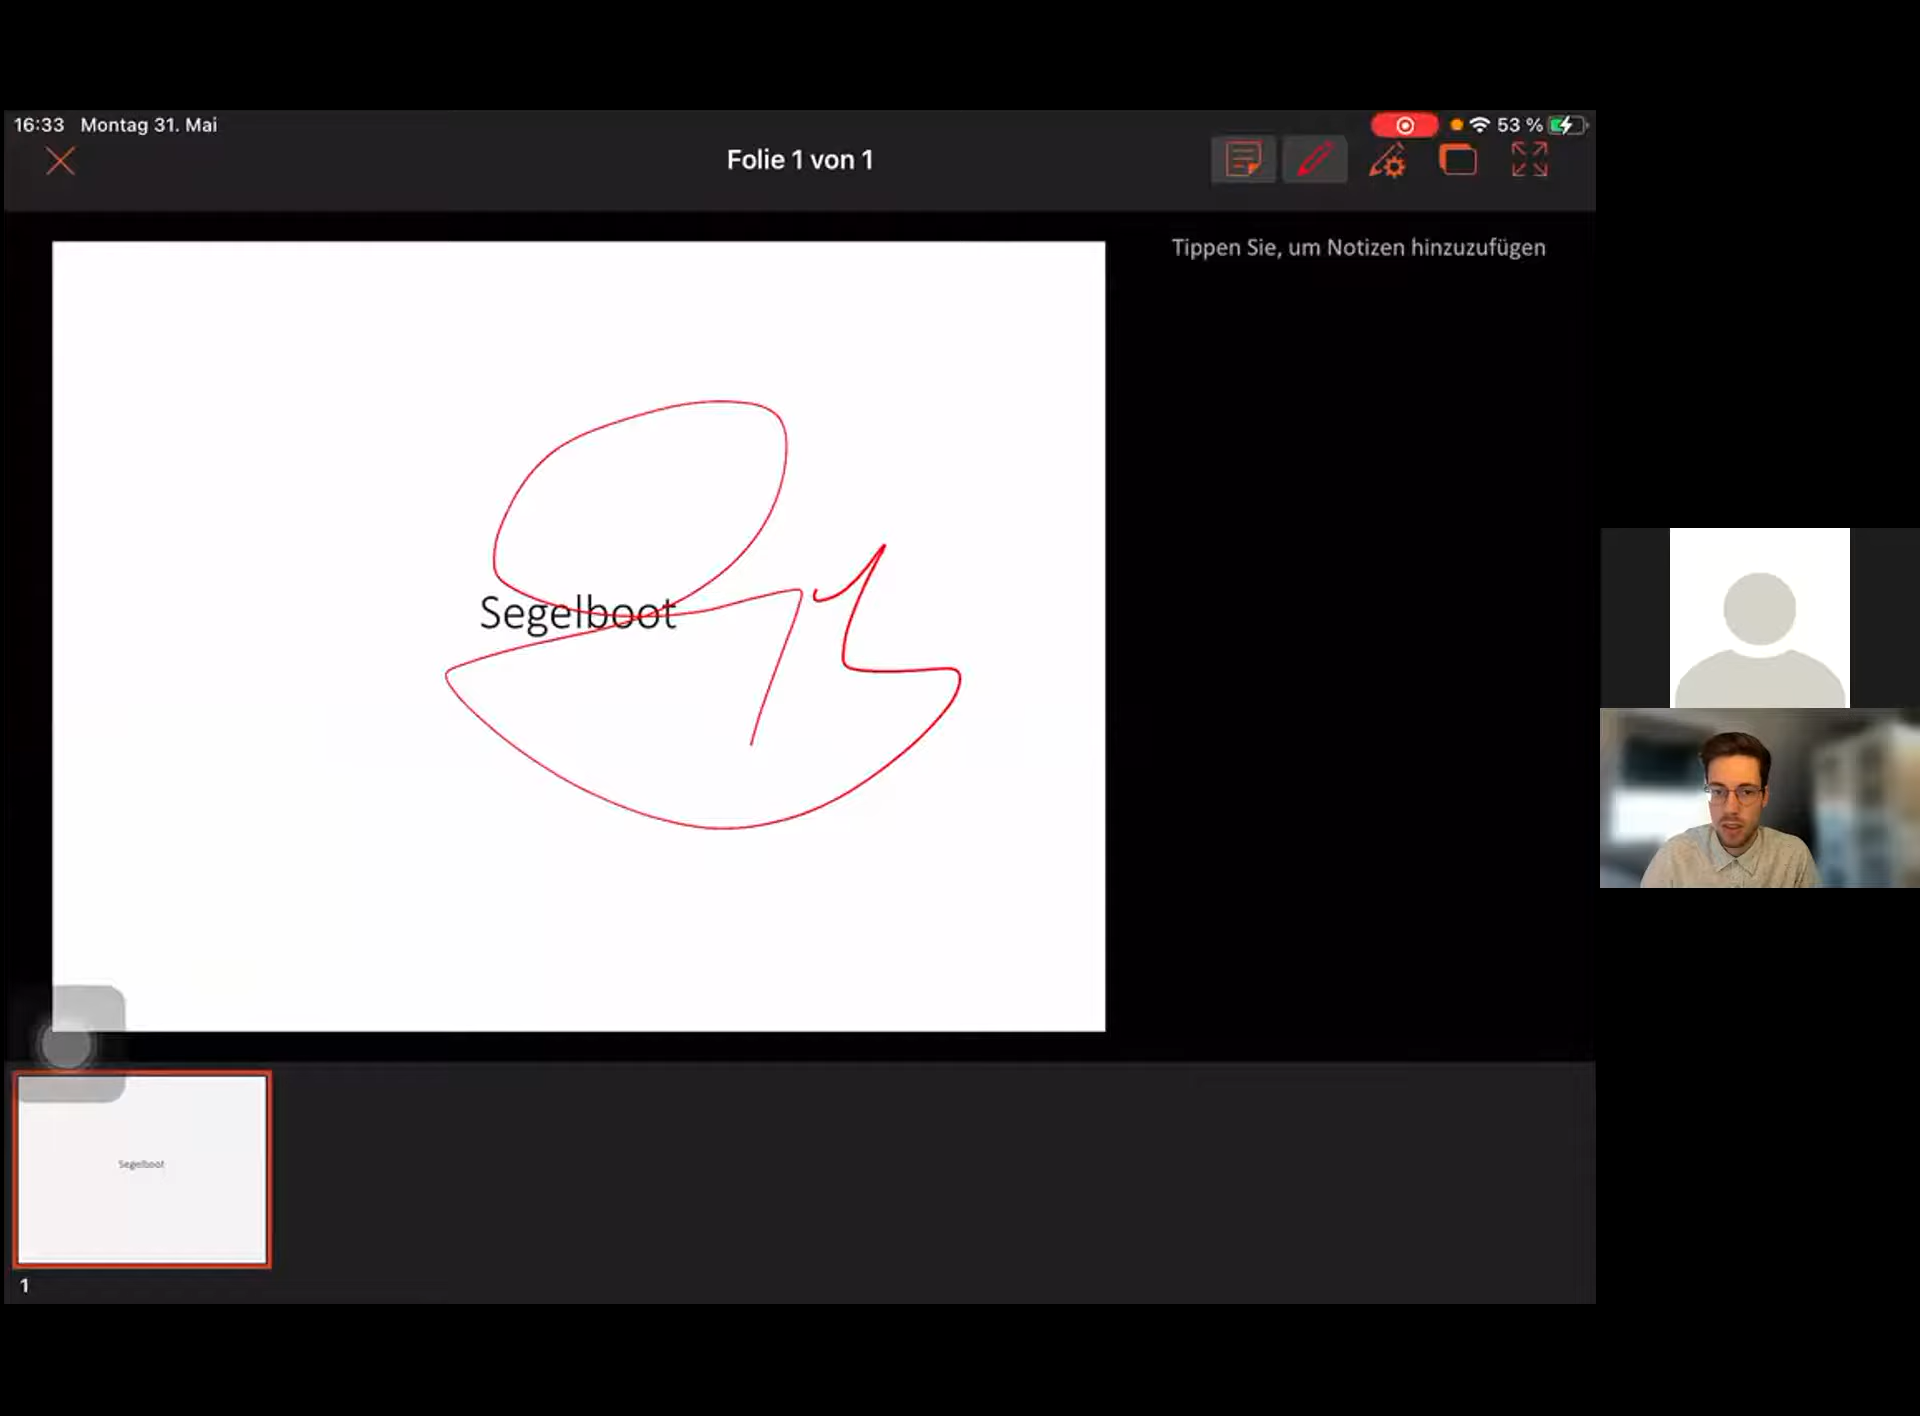 16:33 Montag 31. Mai
53 %
Folie 1 von 1
Tippen Sie, um Notizen hinzuzufügen
Segelboot
Segelboot
1